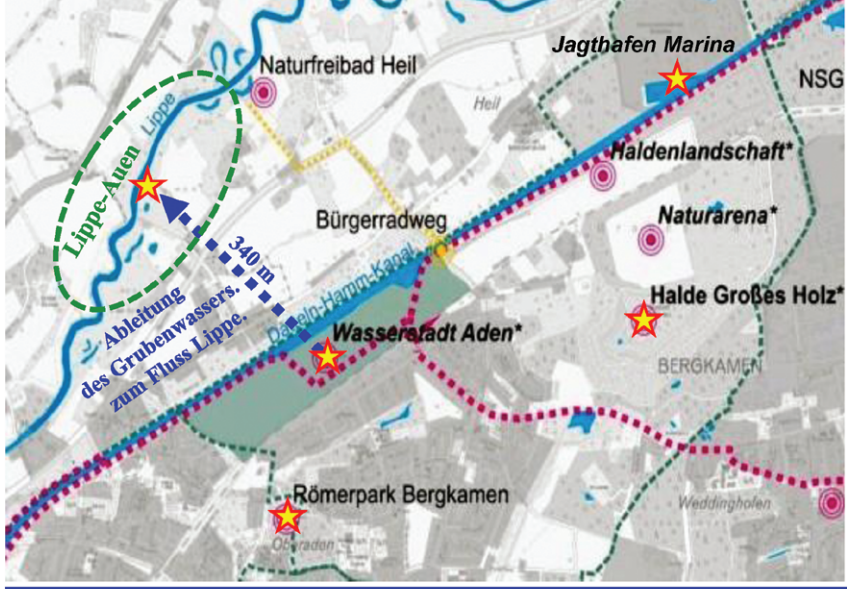 Jagthafen Marina
Naturfreibad Heil
NSG
Heil
Lippe
Haldenlandschaft*
Lippe-Auen
Naturarena*
Bürgerradweg
340 m
Datteln-Hamm-Kanal
Halde Großes Holz*
Ableitung
des Grubenwassers.
zum Fluss Lippe.
Wasserstadt Aden*
BERGKAMEN
Römerpark Bergkamen
Weddinghofen
Oberaden